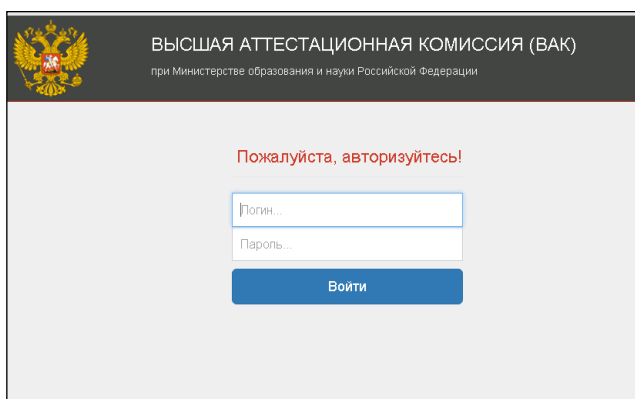 ВЫСШАЯ АТТЕСТАЦИОННАЯ КОМИССИЯ (ВАК)
при Министерстве образования и науки Российской Федерации
Пожалуйста, авторизуйтесь!
Логин...
Пароль...
Войти